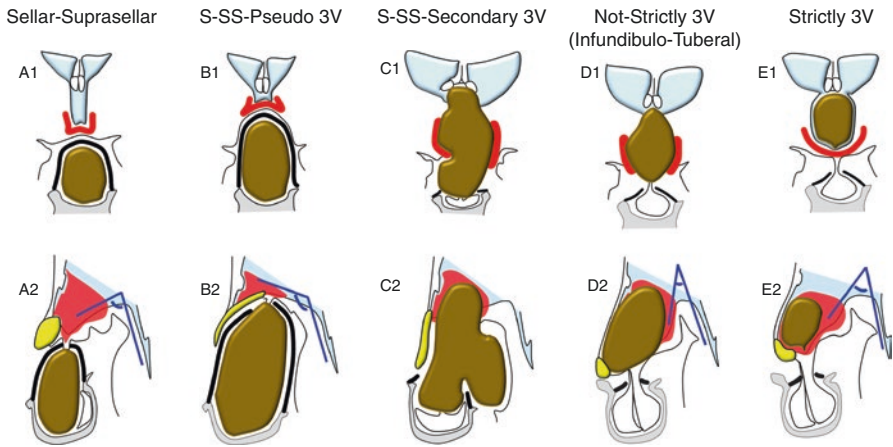 Sellar-Suprasellar
S-SS-Pseudo 3V
S-SS-Secondary 3V
Not-Strictly 3V
(Infundibulo-Tuberal)
Strictly 3V
A1
B1
C1
D1
E1
A2
B2
C2
D2
E2